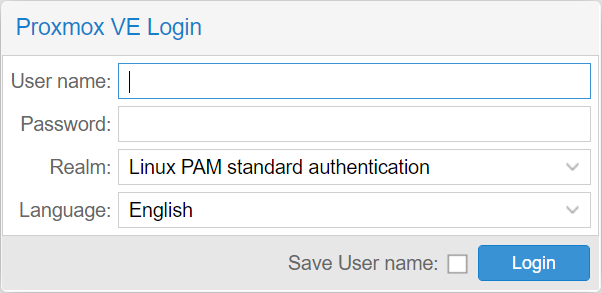 Proxmox VE Login
User name:
Password:
Realm: Linux PAM standard authentication
Language: English
Save User name: Login